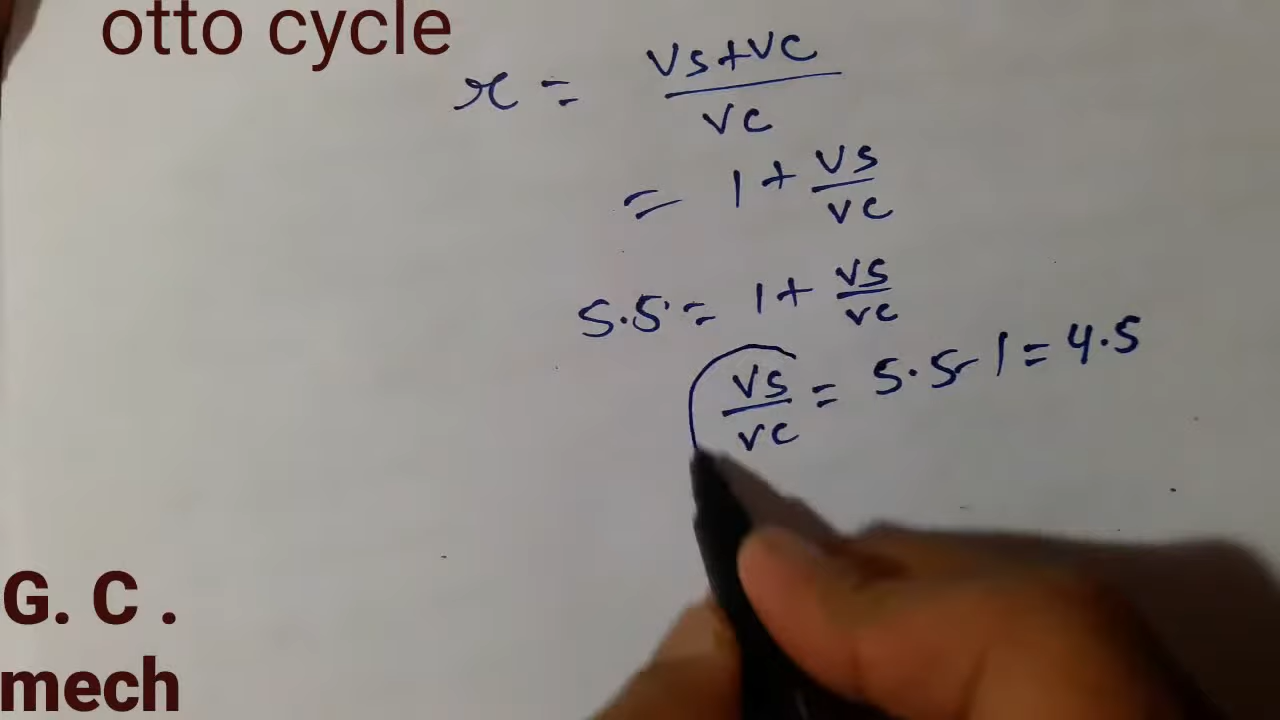 otto cycle
r = Vs+Vc / Vc
= 1 + Vs / Vc
5.5 = 1 + Vs / Vc
Vs / Vc = 5.5 - 1 = 4.5
G. C .
mech